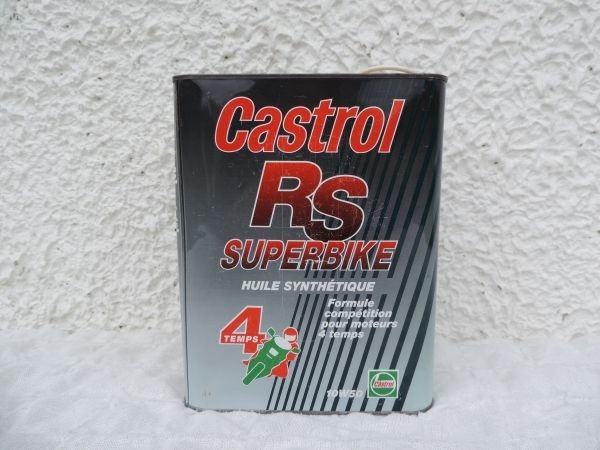 Castrol
RS
SUPERBIKE
HUILE SYNTHÉTIQUE
Formule
compétition
pour moteurs
4 temps
4
TEMPS
10W50
Castrol